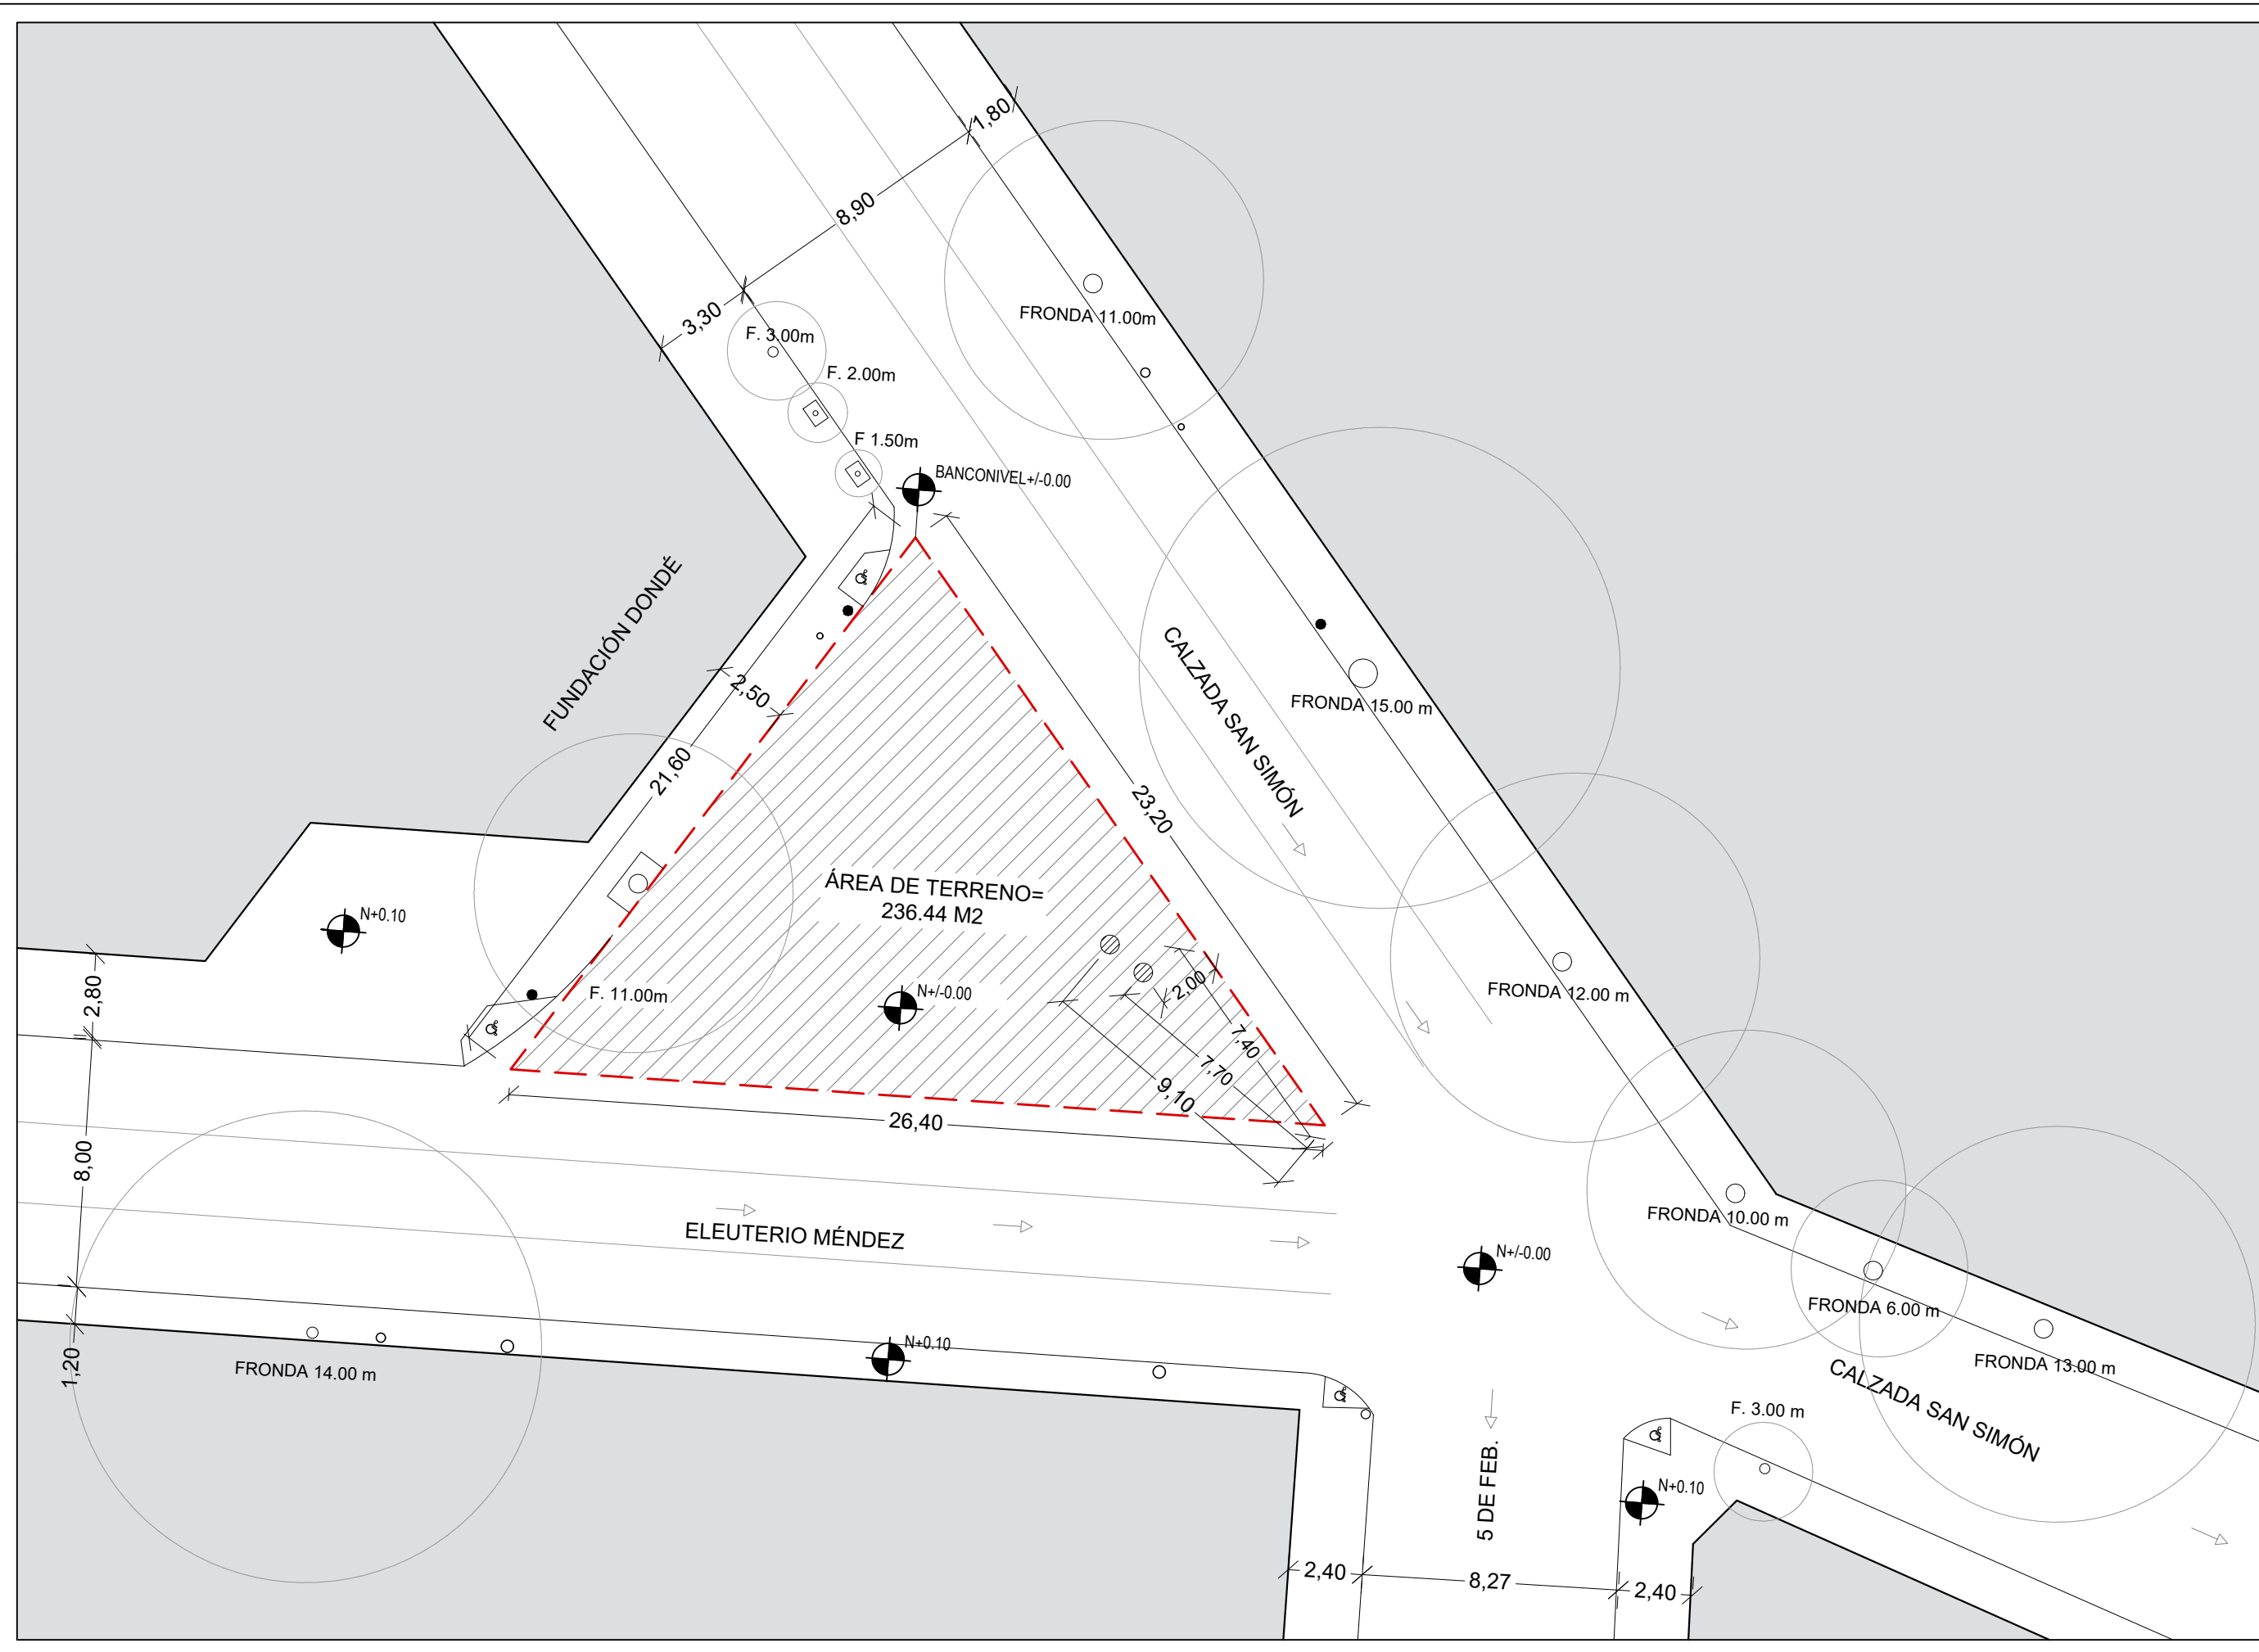 1,80
8,90
3,30
FRONDA 11.00m
F. 3.00m
F. 2.00m
F 1.50m
BANCONIVEL+/-0.00
FUNDACIÓN DONDÉ
2,50
21,60
CALZADA SAN SIMÓN
23,20
FRONDA 15.00 m
ÁREA DE TERRENO=
236.44 M2
N+0.10
2,80
F. 11.00m
N+/-0.00
2,00
7,40
7,70
9,10
26,40
FRONDA 12.00 m
8,00
ELEUTERIO MÉNDEZ
N+/-0.00
FRONDA 10.00 m
FRONDA 6.00 m
FRONDA 13.00 m
1,20
FRONDA 14.00 m
N+0.10
CALZADA SAN SIMÓN
F. 3.00 m
5 DE FEB.
N+0.10
2,40
8,27
2,40